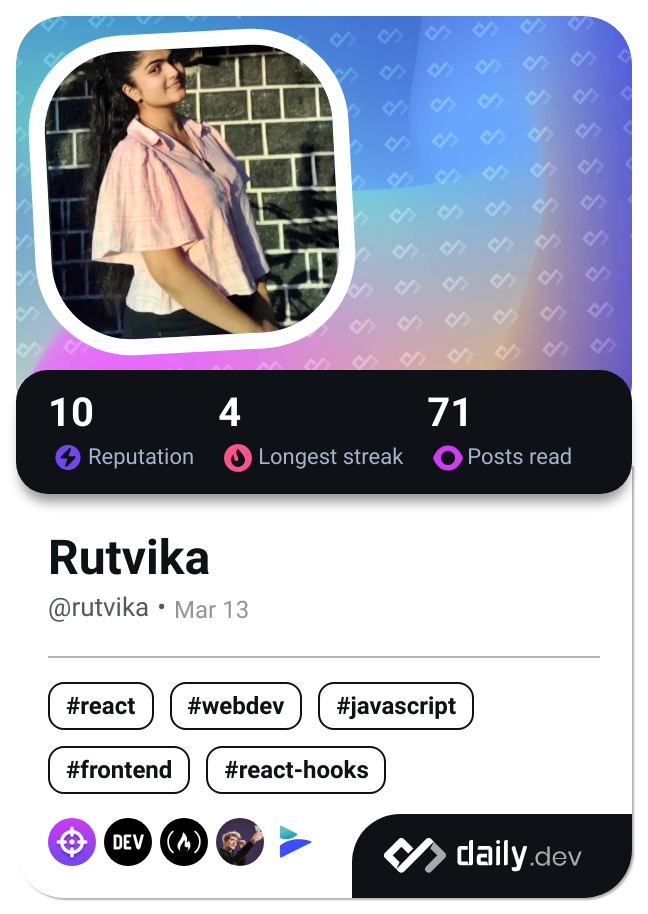 10 4 71
Reputation Longest streak Posts read
Rutvika
@rutvika • Mar 13
#react #webdev #javascript
#frontend #react-hooks
DEV
daily.dev